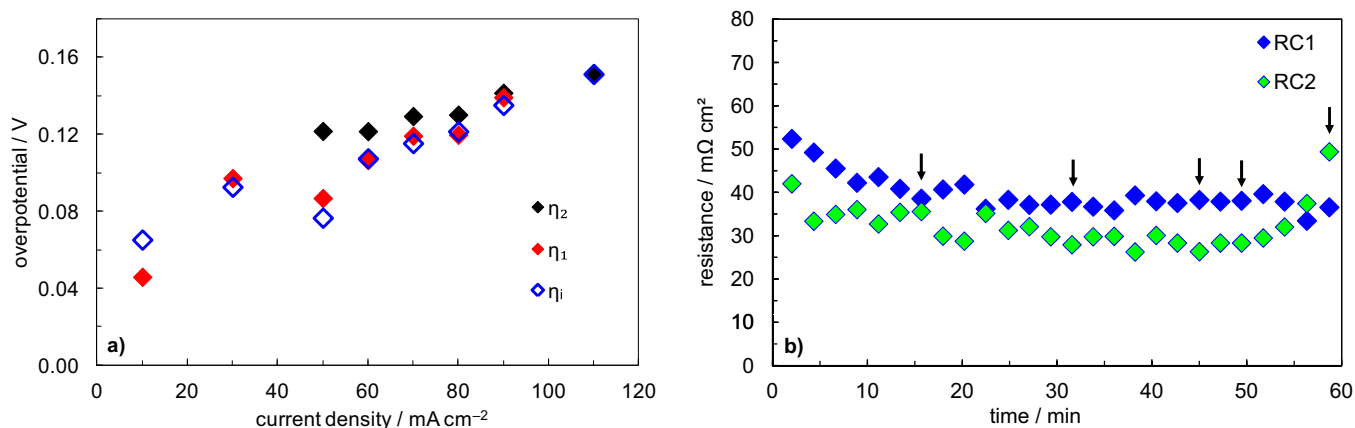 0.16
0.12
0.08
0.04
0.00
overpotential / V
η₂
η₁
ηᵢ
a)
0 20 40 60 80 100 120
current density / mA cm⁻²
80
70
60
50
40
30
20
10
0
resistance / mΩ cm²
RC1
RC2
b)
0 10 20 30 40 50 60
time / min